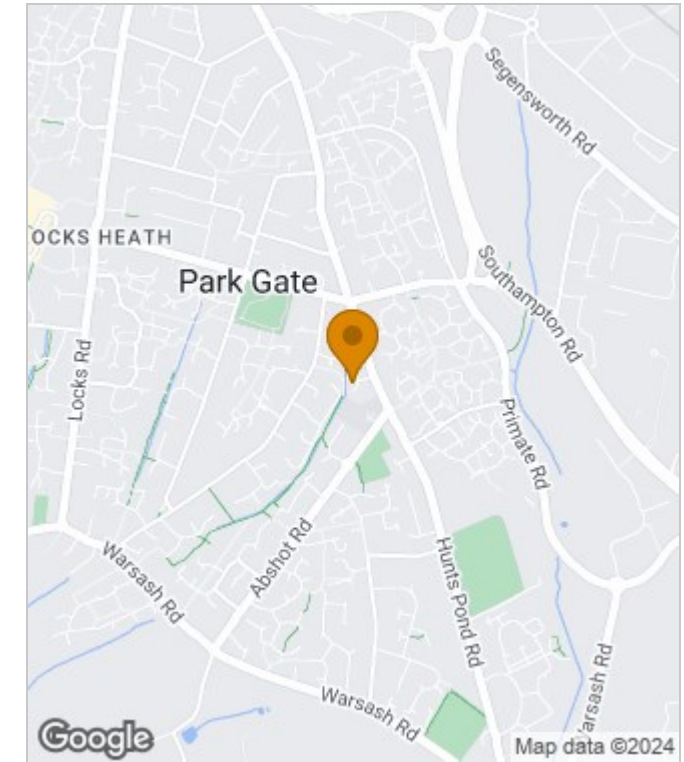 Segensworth Rd
OCKS HEATH
Park Gate
Southampton Rd
Locks Rd
Primate Rd
Abshot Rd
Hunts Pond Rd
Warsash Rd
Warsash Rd
arsash Rd
Google
Map data ©2024